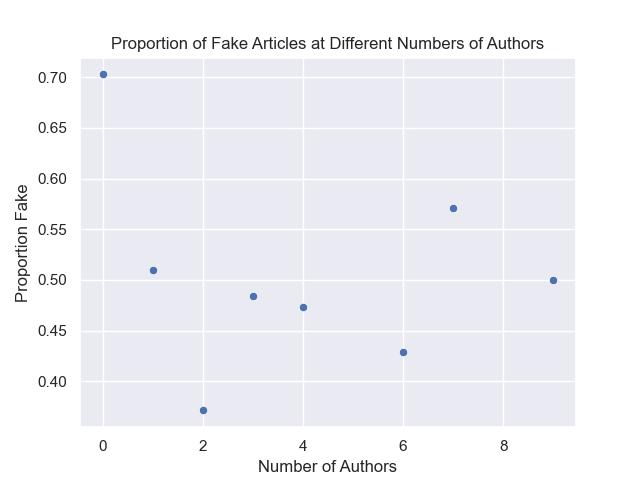 Proportion of Fake Articles at Different Numbers of Authors
0.70
0.65
0.60
0.55
0.50
0.45
0.40
Proportion Fake
0 2 4 6 8
Number of Authors